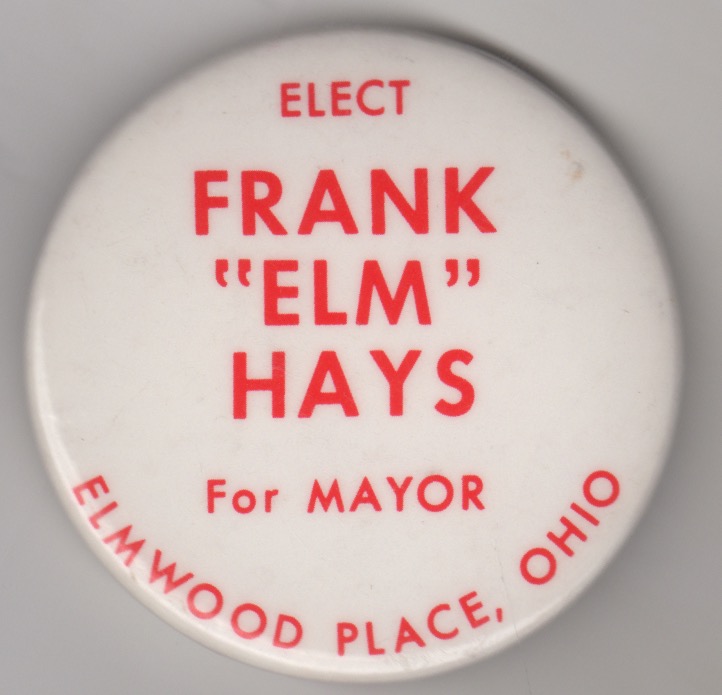 ELECT
FRANK
"ELM"
HAYS
For MAYOR
ELMWOOD PLACE, OHIO